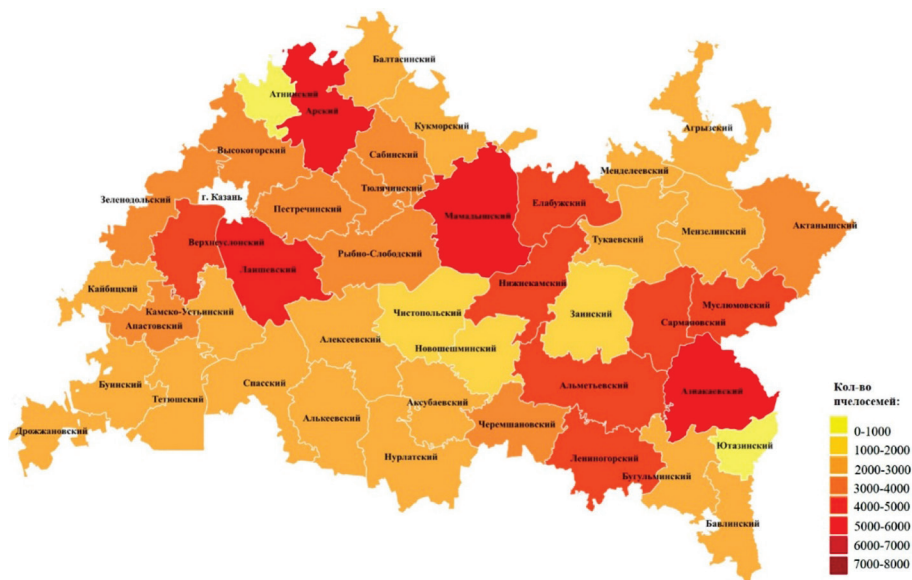 Балтасинский
Атнинский
Арский
Кукморский
Агрызский
Высокогорский
Сабинский
Менделеевский
Тюлячинский
г. Казань
Зеленодольский
Пестречинский
Мамадышский
Елабужский
Актанышский
Мензелинский
Тукаевский
Верхнеуслонский
Рыбно-Слободский
Лаишевский
Нижнекамский
Кайбицкий
Муслюмовский
Камско-Устьинский
Чистопольский
Заинский
Сармановский
Апастовский
Алексеевский
Новошешминский
Буинский
Спасский
Альметьевский
Азнакаевский
Тетюшский
Аксубаевский
Алькеевский
Черемшановский
Дрожжановский
Ютазинский
Нурлатский
Лениногорский
Бугульминский
Бавлинский
Кол-во
пчелосемей:
0-1000
1000-2000
2000-3000
3000-4000
4000-5000
5000-6000
6000-7000
7000-8000